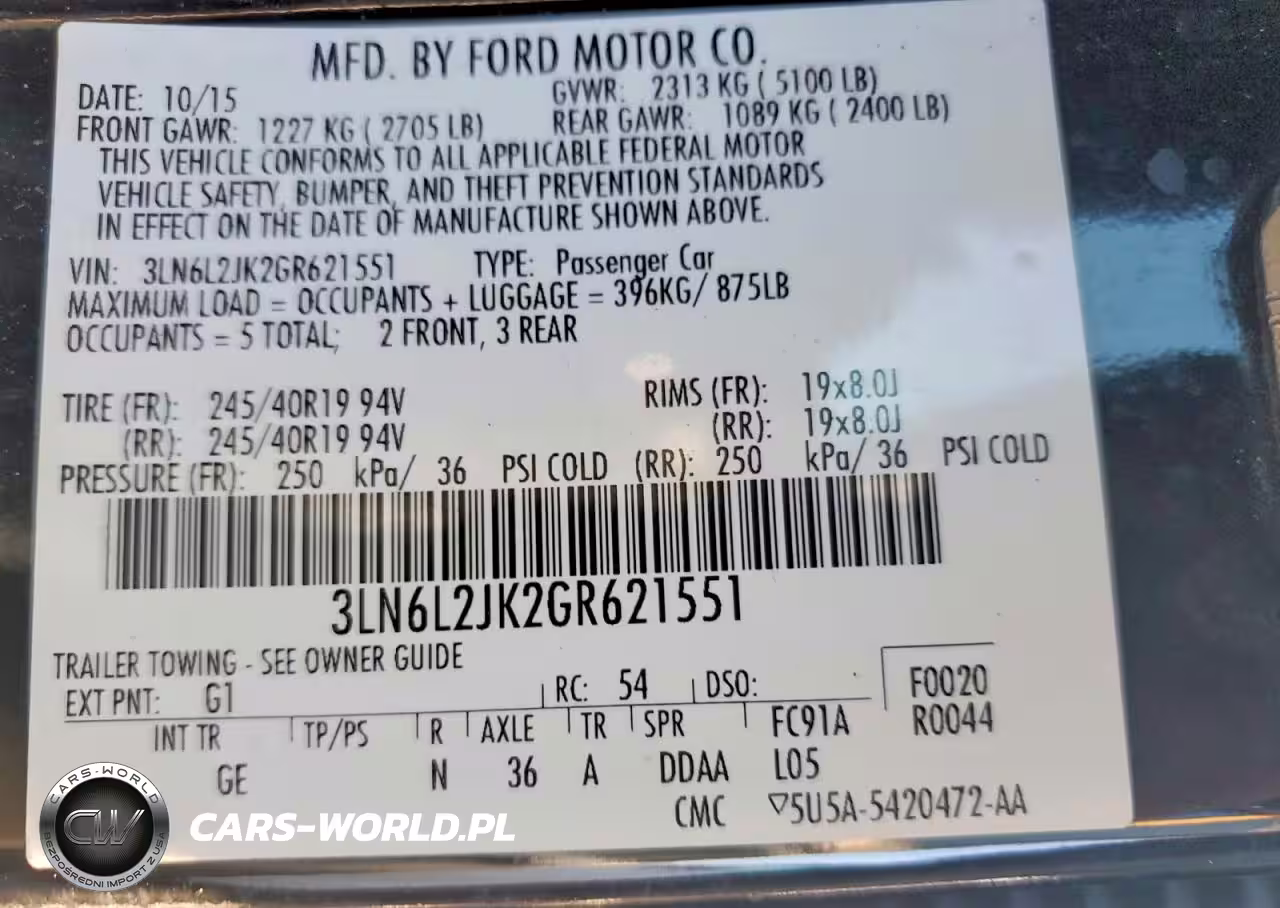 MFD. BY FORD MOTOR CO.
DATE: 10/15 GVWR: 2313 KG ( 5100 LB)
FRONT GAWR: 1227 KG ( 2705 LB) REAR GAWR: 1089 KG ( 2400 LB)
THIS VEHICLE CONFORMS TO ALL APPLICABLE FEDERAL MOTOR
VEHICLE SAFETY, BUMPER, AND THEFT PREVENTION STANDARDS
IN EFFECT ON THE DATE OF MANUFACTURE SHOWN ABOVE.
VIN: 3LN6L2JK2GR621551 TYPE: Passenger Car
MAXIMUM LOAD = OCCUPANTS + LUGGAGE = 396KG/ 875LB
OCCUPANTS = 5 TOTAL; 2 FRONT, 3 REAR
TIRE (FR): 245/40R19 94V RIMS (FR): 19x8.0J
(RR): 245/40R19 94V (RR): 19x8.0J
PRESSURE (FR): 250 kPa/ 36 PSI COLD (RR): 250 kPa/ 36 PSI COLD
3LN6L2JK2GR621551
TRAILER TOWING - SEE OWNER GUIDE
EXT PNT: G1 RC: 54 DSO: F0020
INT TR TP/PS R AXLE TR SPR FC91A R0044
GE N 36 A DDAA L05
CMC ▽5U5A-5420472-AA
CARS-WORLD
CW
BEZPOŚREDNI IMPORT Z USA
CARS-WORLD.PL